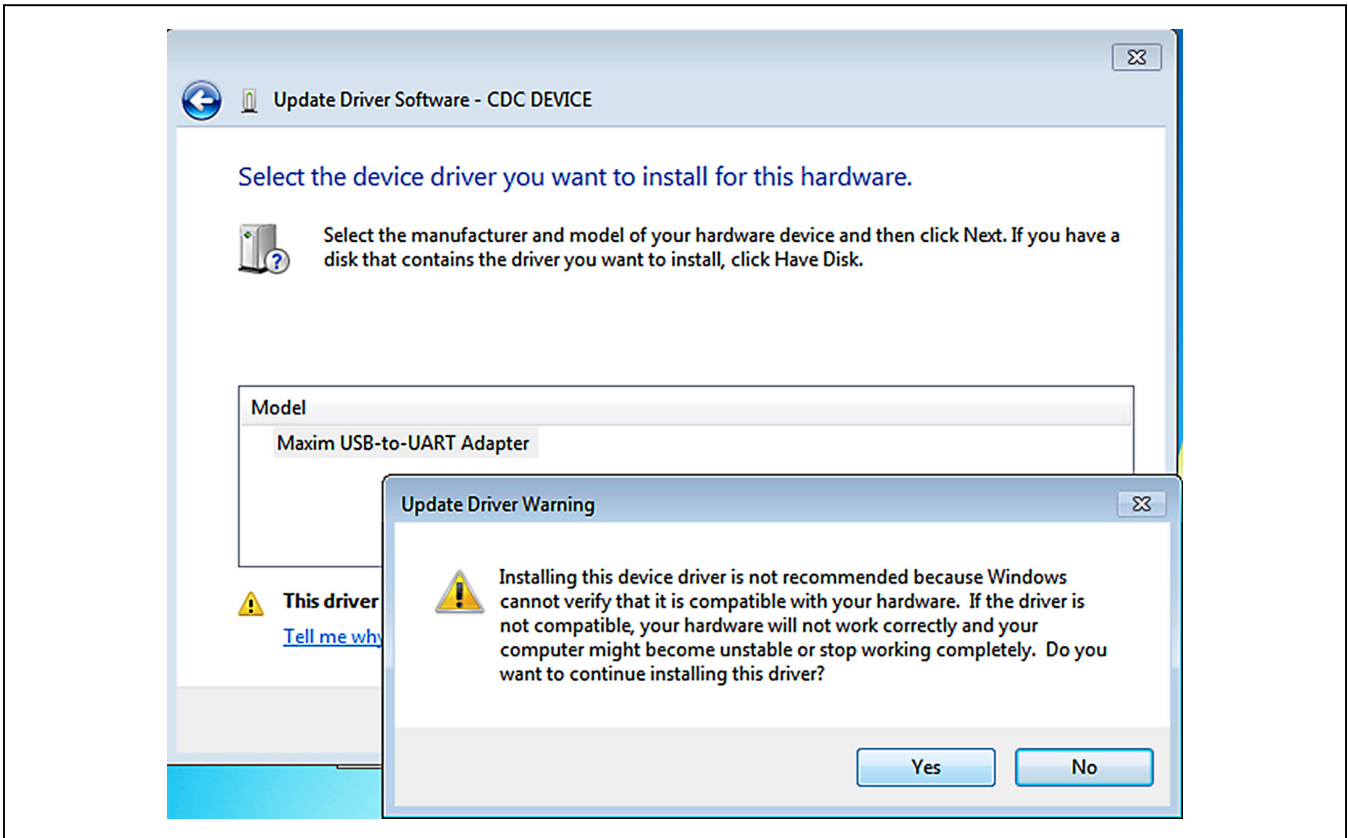 Update Driver Software - CDC DEVICE
Select the device driver you want to install for this hardware.
Select the manufacturer and model of your hardware device and then click Next. If you have a
disk that contains the driver you want to install, click Have Disk.
Model
Maxim USB-to-UART Adapter
This driver
Tell me why
Update Driver Warning
Installing this device driver is not recommended because Windows
cannot verify that it is compatible with your hardware. If the driver is
not compatible, your hardware will not work correctly and your
computer might become unstable or stop working completely. Do you
want to continue installing this driver?
Yes No